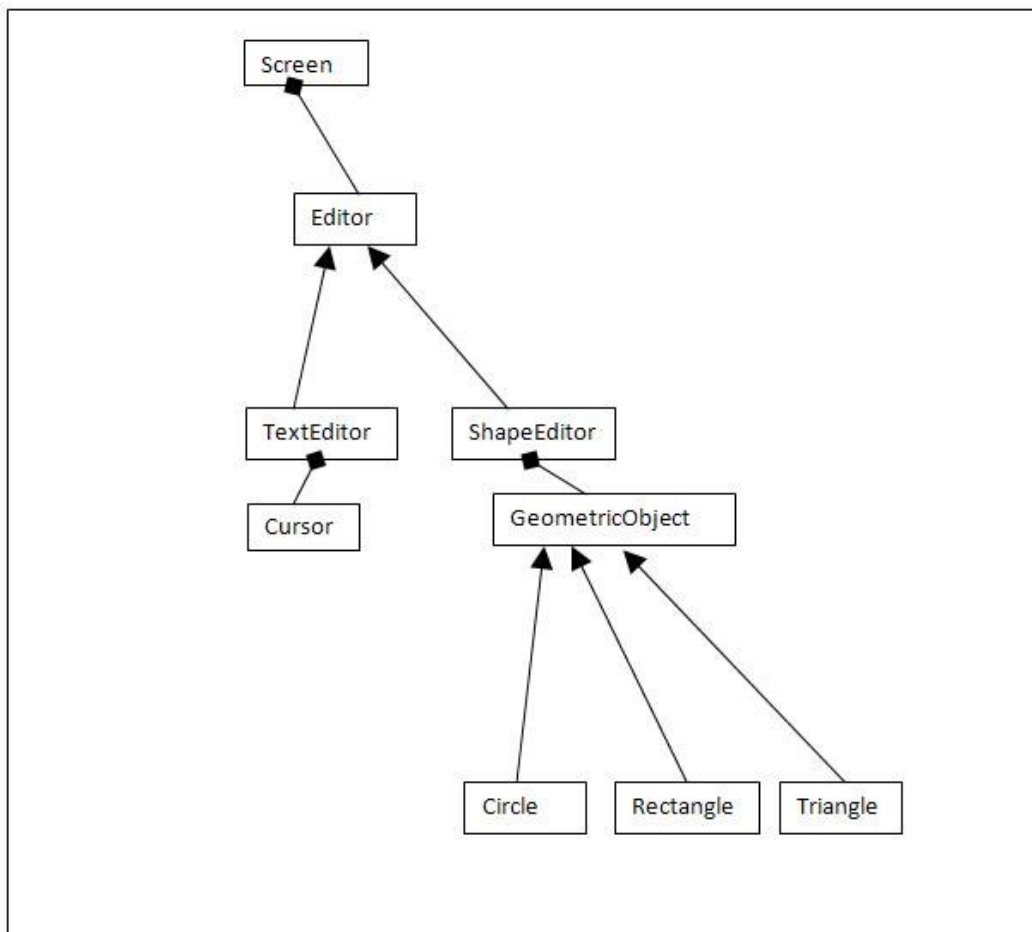 Screen
Editor
TextEditor
ShapeEditor
Cursor
GeometricObject
Circle
Rectangle
Triangle